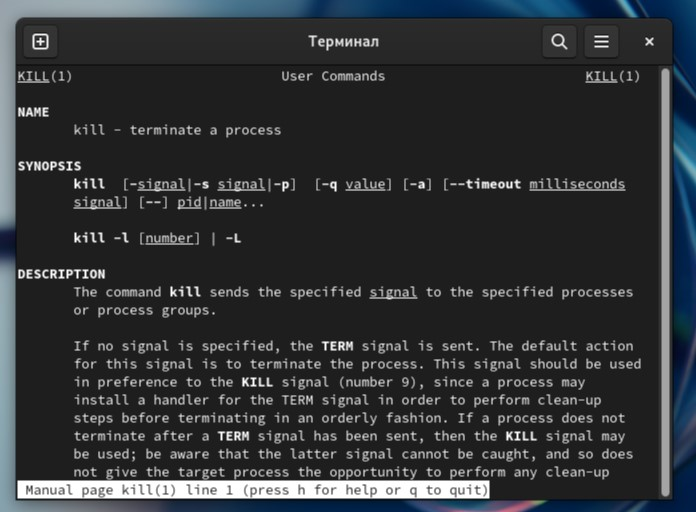 Терминал
KILL(1) User Commands KILL(1)
NAME
kill - terminate a process
SYNOPSIS
kill [-signal|-s signal|-p] [-q value] [-a] [--timeout milliseconds
signal] [--] pid|name...
kill -l [number] | -L
DESCRIPTION
The command kill sends the specified signal to the specified processes
or process groups.
If no signal is specified, the TERM signal is sent. The default action
for this signal is to terminate the process. This signal should be used
in preference to the KILL signal (number 9), since a process may
install a handler for the TERM signal in order to perform clean-up
steps before terminating in an orderly fashion. If a process does not
terminate after a TERM signal has been sent, then the KILL signal may
be used; be aware that the latter signal cannot be caught, and so does
not give the target process the opportunity to perform any clean-up
Manual page kill(1) line 1 (press h for help or q to quit)